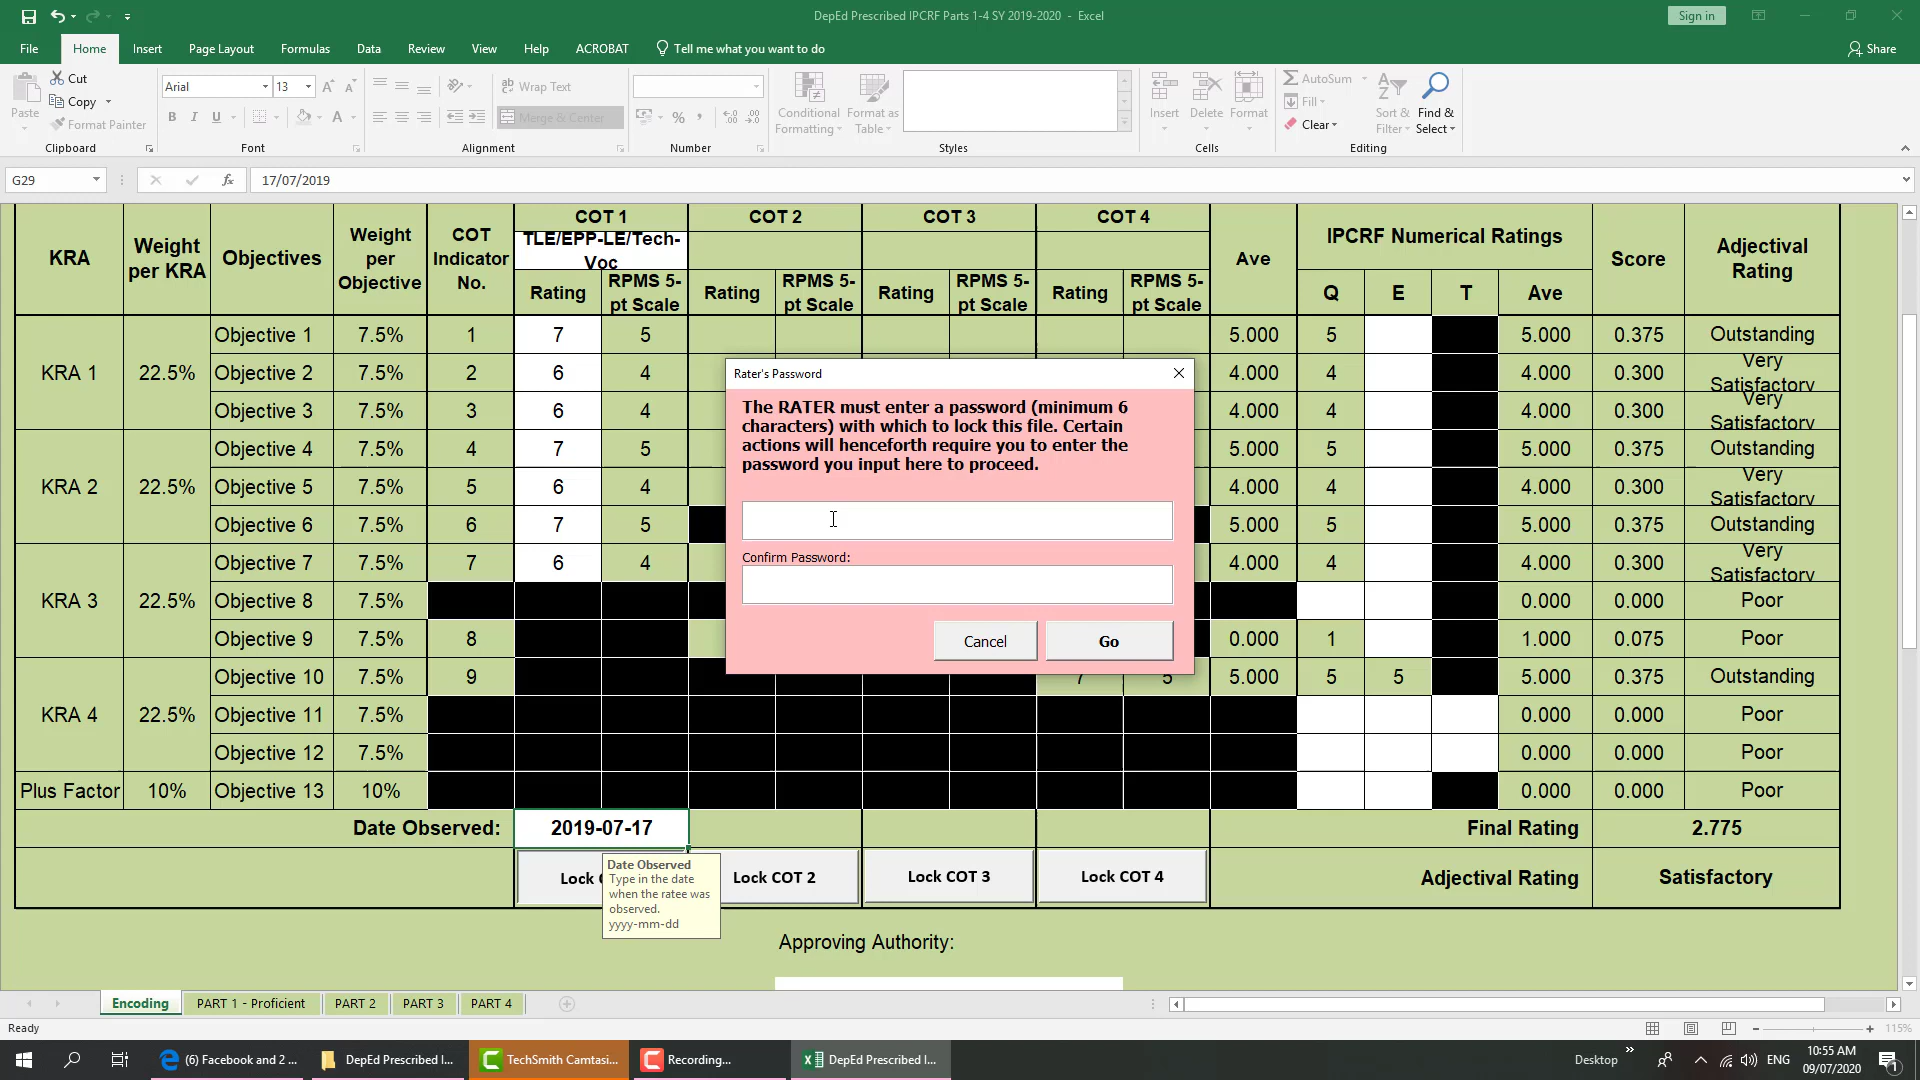 DepEd Prescribed IPCRF Parts 1-4 SY 2019-2020 - Excel
Sign in
File Home Insert Page Layout Formulas Data Review View Help ACROBAT Tell me what you want to do Share
Cut
Copy
Format Painter
Paste
Clipboard
Arial 13
B I U
Font
Wrap Text
Merge & Center
Alignment
Number
Conditional Formatting
Format as Table
Styles
Insert Delete Format
Cells
AutoSum
Fill
Clear
Sort & Filter
Find & Select
Editing
G29 fx 17/07/2019
KRA
Weight per KRA
Objectives
Weight per Objective
COT Indicator No.
COT 1 COT 2 COT 3 COT 4
TLE/EPP-LE/Tech-Voc
Rating RPMS 5-pt Scale Rating RPMS 5-pt Scale Rating RPMS 5-pt Scale Rating RPMS 5-pt Scale
Ave
IPCRF Numerical Ratings
Q E T Ave
Score
Adjectival Rating
KRA 1 22.5%
Objective 1 7.5% 1 7 5 5.000 5 5.000 0.375 Outstanding
Objective 2 7.5% 2 6 4 4.000 4 4.000 0.300 Very Satisfactory
Objective 3 7.5% 3 6 4 4.000 4 4.000 0.300 Very Satisfactory
KRA 2 22.5%
Objective 4 7.5% 4 7 5 5.000 5 5.000 0.375 Outstanding
Objective 5 7.5% 5 6 4 4.000 4 4.000 0.300 Very Satisfactory
Objective 6 7.5% 6 7 5 5.000 5 5.000 0.375 Outstanding
KRA 3 22.5%
Objective 7 7.5% 7 6 4 4.000 4 4.000 0.300 Very Satisfactory
Objective 8 7.5% 0.000 0.000 Poor
Objective 9 7.5% 8 0.000 1 1.000 0.075 Poor
KRA 4 22.5%
Objective 10 7.5% 9 7 5 5.000 5 5 5.000 0.375 Outstanding
Objective 11 7.5% 0.000 0.000 Poor
Objective 12 7.5% 0.000 0.000 Poor
Plus Factor 10% Objective 13 10% 0.000 0.000 Poor
Date Observed: 2019-07-17 Final Rating 2.775
Lock C Lock COT 2 Lock COT 3 Lock COT 4 Adjectival Rating Satisfactory
Date Observed
Type in the date
when the ratee was
observed.
yyyy-mm-dd
Approving Authority:
Rater's Password
The RATER must enter a password (minimum 6
characters) with which to lock this file. Certain
actions will henceforth require you to enter the
password you input here to proceed.
Confirm Password:
Cancel Go
Encoding PART 1 - Proficient PART 2 PART 3 PART 4
Ready 115%
(6) Facebook and 2 ... DepEd Prescribed I... TechSmith Camtasi... Recording... DepEd Prescribed I... Desktop ENG 10:55 AM
09/07/2020
1